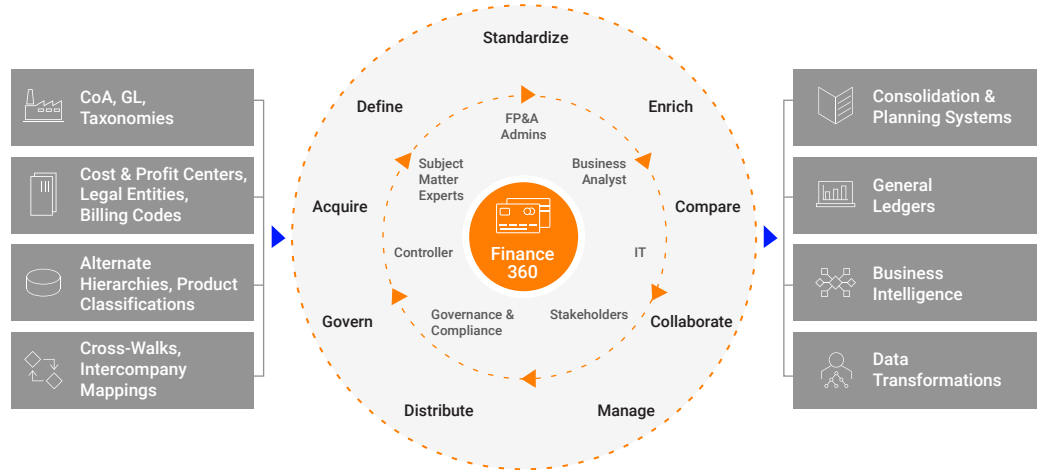 CoA, GL,
Taxonomies
Cost & Profit Centers,
Legal Entities,
Billing Codes
Alternate
Hierarchies, Product
Classifications
Cross-Walks,
Intercompany
Mappings
Standardize
Define
Enrich
Acquire
Compare
Govern
Collaborate
Distribute
Manage
FP&A
Admins
Subject
Matter
Experts
Business
Analyst
Controller
IT
Governance &
Compliance
Stakeholders
Finance
360
Consolidation &
Planning Systems
General
Ledgers
Business
Intelligence
Data
Transformations